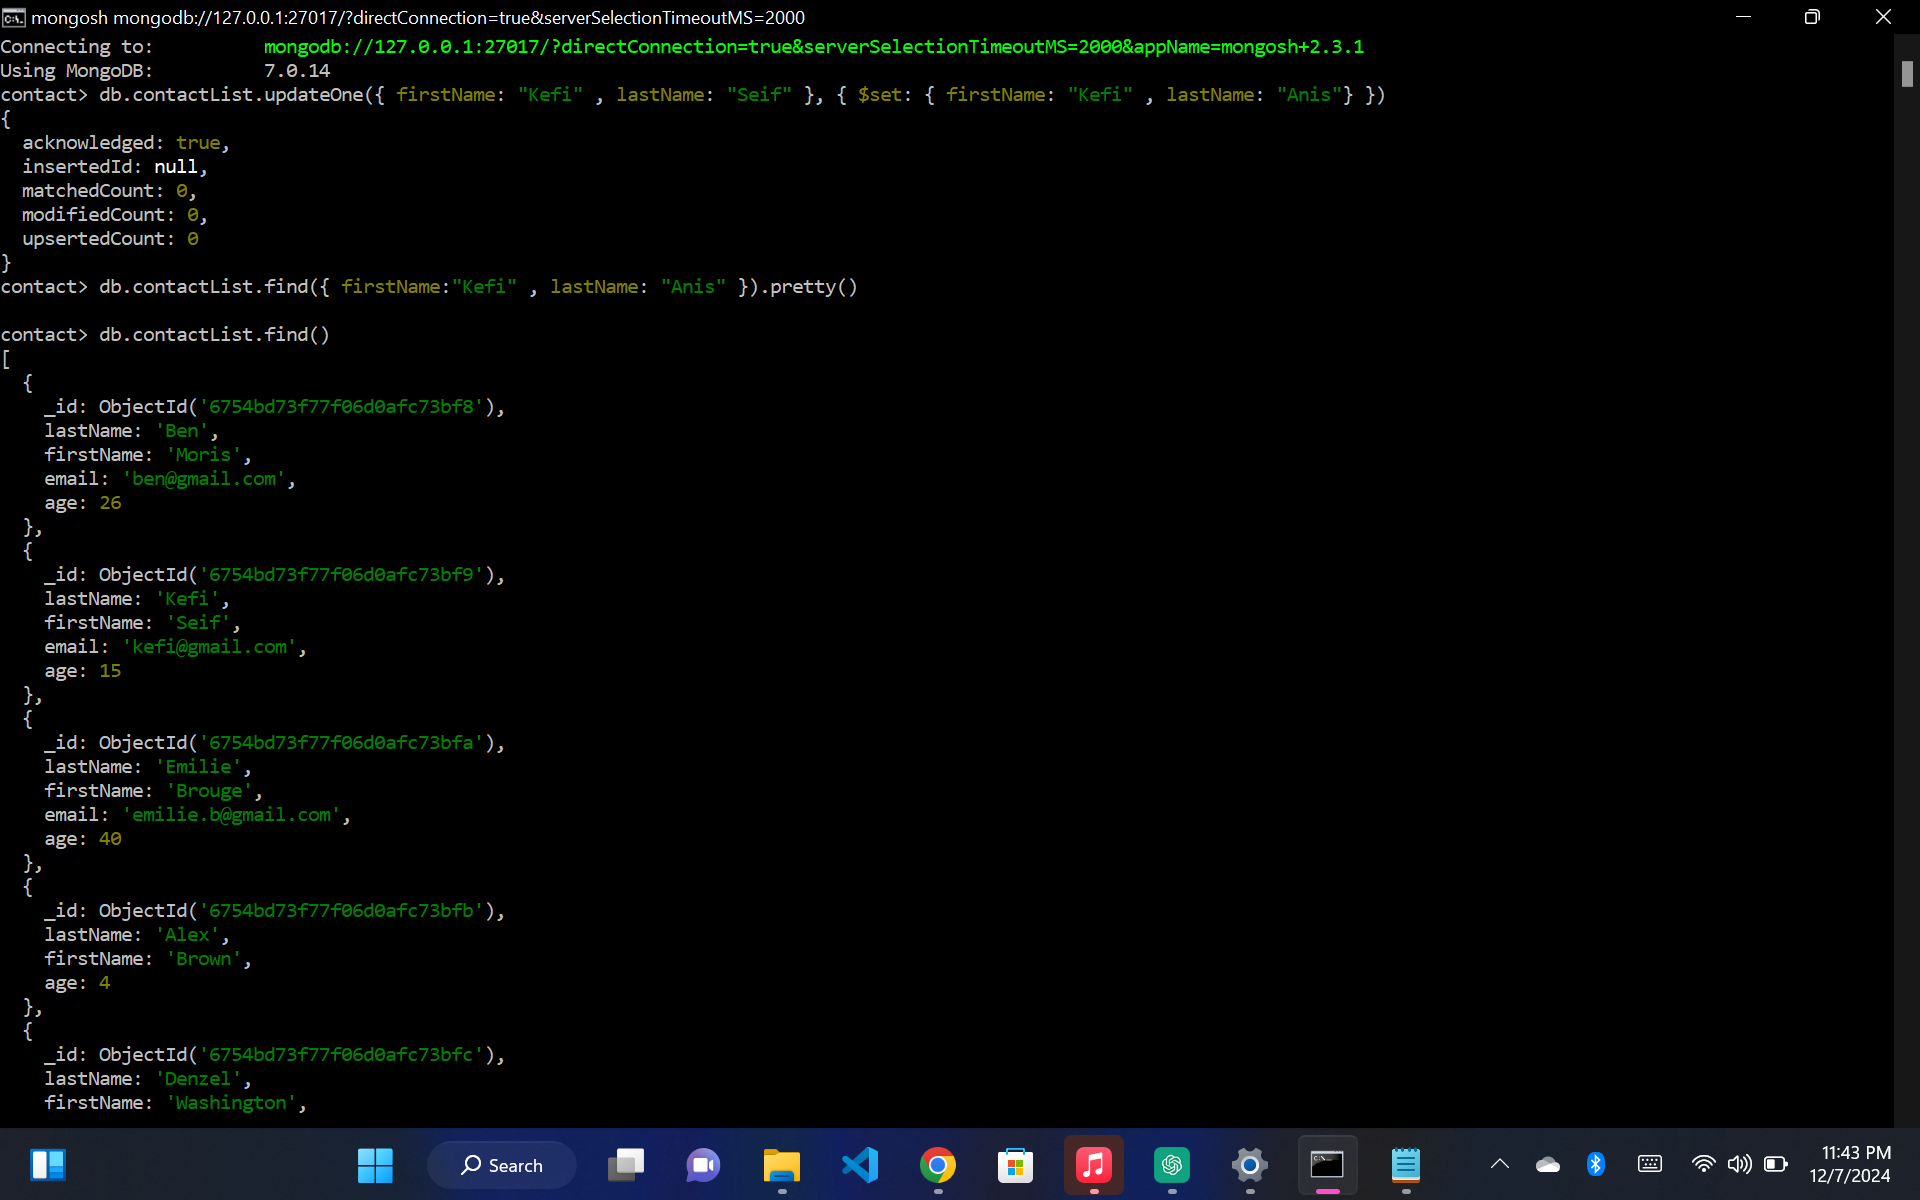 mongosh mongodb://127.0.0.1:27017/?directConnection=true&serverSelectionTimeoutMS=2000
Connecting to:          mongodb://127.0.0.1:27017/?directConnection=true&serverSelectionTimeoutMS=2000&appName=mongosh+2.3.1
Using MongoDB:          7.0.14
contact> db.contactList.updateOne({ firstName: "Kefi" , lastName: "Seif" }, { $set: { firstName: "Kefi" , lastName: "Anis"} })
{
  acknowledged: true,
  insertedId: null,
  matchedCount: 0,
  modifiedCount: 0,
  upsertedCount: 0
}
contact> db.contactList.find({ firstName:"Kefi" , lastName: "Anis" }).pretty()
contact> db.contactList.find()
[
  {
    _id: ObjectId('6754bd73f77f06d0afc73bf8'),
    lastName: 'Ben',
    firstName: 'Moris',
    email: 'ben@gmail.com',
    age: 26
  },
  {
    _id: ObjectId('6754bd73f77f06d0afc73bf9'),
    lastName: 'Kefi',
    firstName: 'Seif',
    email: 'kefi@gmail.com',
    age: 15
  },
  {
    _id: ObjectId('6754bd73f77f06d0afc73bfa'),
    lastName: 'Emilie',
    firstName: 'Brouge',
    email: 'emilie.b@gmail.com',
    age: 40
  },
  {
    _id: ObjectId('6754bd73f77f06d0afc73bfb'),
    lastName: 'Alex',
    firstName: 'Brown',
    age: 4
  },
  {
    _id: ObjectId('6754bd73f77f06d0afc73bfc'),
    lastName: 'Denzel',
    firstName: 'Washington',
Search
11:43 PM
12/7/2024